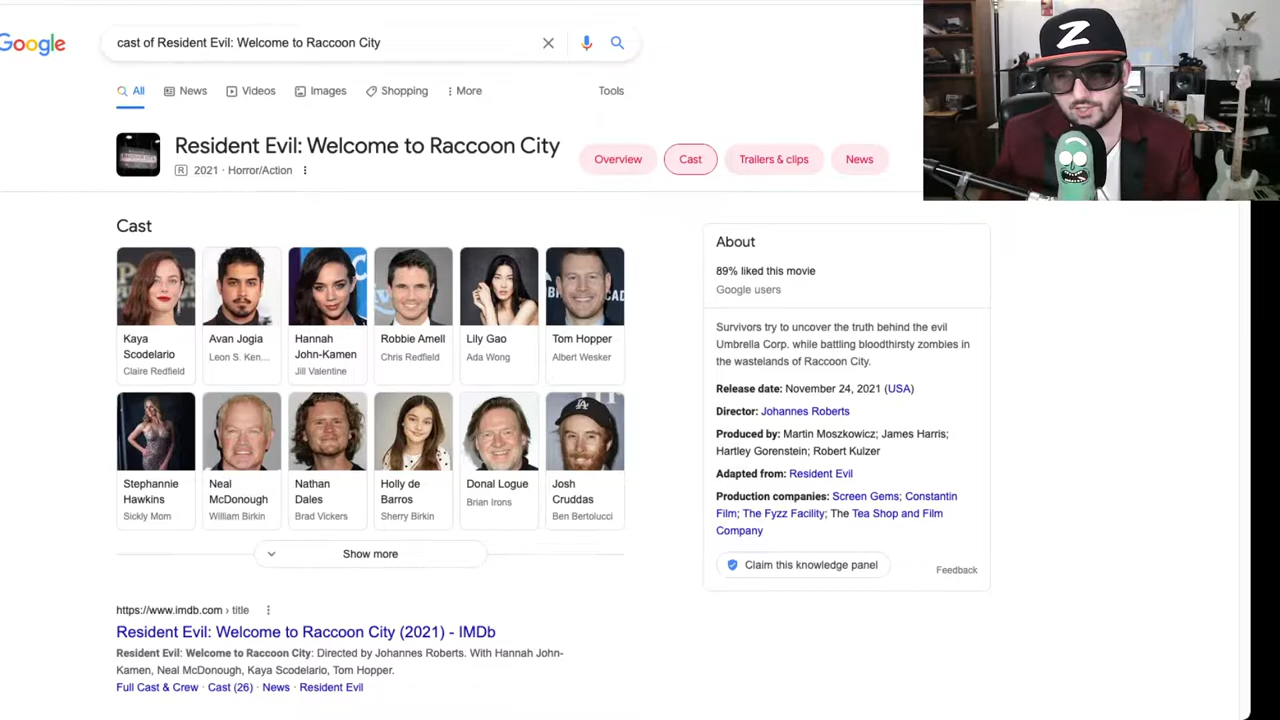 Google
cast of Resident Evil: Welcome to Raccoon City
All News Videos Images Shopping More Tools
Resident Evil: Welcome to Raccoon City
R 2021 · Horror/Action
Overview Cast Trailers & clips News
Z
Cast
Kaya Scodelario
Claire Redfield
Avan Jogia
Leon S. Ken...
Hannah John-Kamen
Jill Valentine
Robbie Amell
Chris Redfield
Lily Gao
Ada Wong
Tom Hopper
Albert Wesker
Stephannie Hawkins
Sickly Mom
Neal McDonough
William Birkin
Nathan Dales
Brad Vickers
Holly de Barros
Sherry Birkin
Donal Logue
Brian Irons
LA
Josh Cruddas
Ben Bertolucci
Show more
https://www.imdb.com › title
Resident Evil: Welcome to Raccoon City (2021) - IMDb
Resident Evil: Welcome to Raccoon City: Directed by Johannes Roberts. With Hannah John-
Kamen, Neal McDonough, Kaya Scodelario, Tom Hopper.
Full Cast & Crew · Cast (26) · News · Resident Evil
About
89% liked this movie
Google users
Survivors try to uncover the truth behind the evil
Umbrella Corp. while battling bloodthirsty zombies in
the wastelands of Raccoon City.
Release date: November 24, 2021 (USA)
Director: Johannes Roberts
Produced by: Martin Moszkowicz; James Harris;
Hartley Gorenstein; Robert Kulzer
Adapted from: Resident Evil
Production companies: Screen Gems; Constantin
Film; The Fyzz Facility; The Tea Shop and Film
Company
Claim this knowledge panel
Feedback